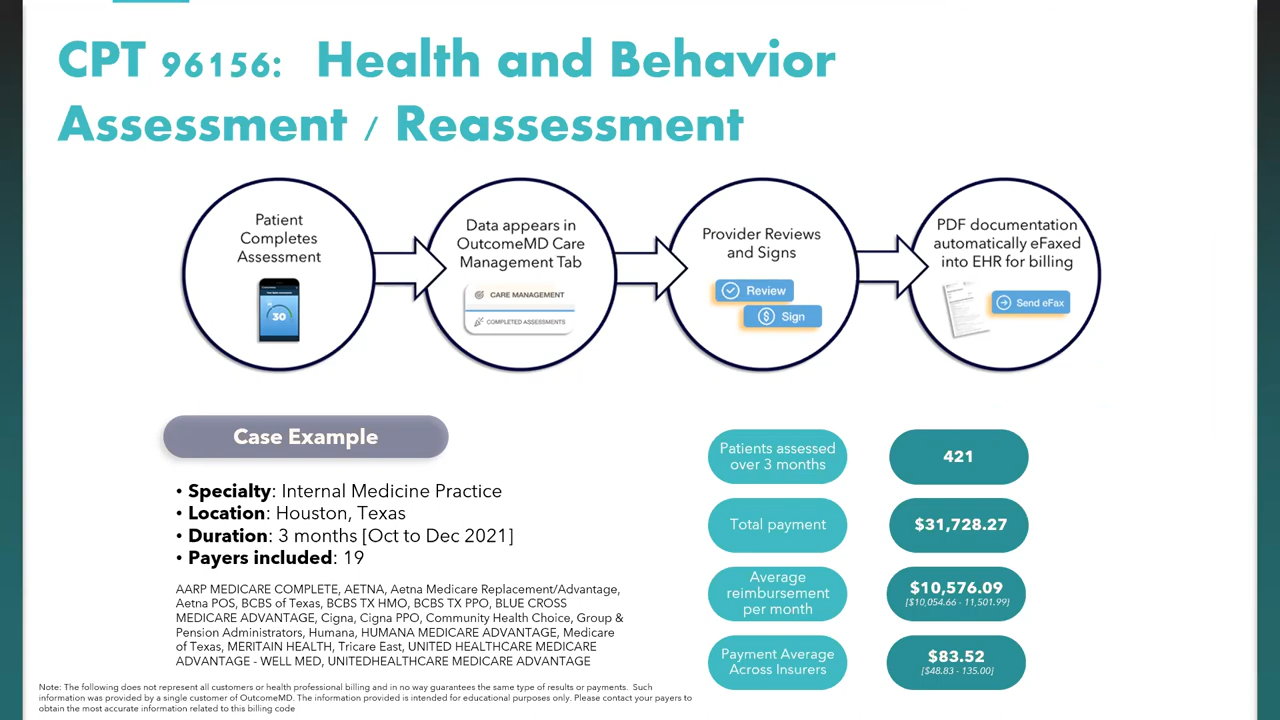 CPT 96156: Health and Behavior
Assessment / Reassessment
Patient
Completes
Assessment
30
Data appears in
OutcomeMD Care
Management Tab
CARE MANAGEMENT
COMPLETED ASSESSMENTS
Provider Reviews
and Signs
Review
Sign
PDF documentation
automatically eFaxed
into EHR for billing
Send eFax
Case Example
• Specialty: Internal Medicine Practice
• Location: Houston, Texas
• Duration: 3 months [Oct to Dec 2021]
• Payers included: 19
AARP MEDICARE COMPLETE, AETNA, Aetna Medicare Replacement/Advantage,
Aetna POS, BCBS of Texas, BCBS TX HMO, BCBS TX PPO, BLUE CROSS
MEDICARE ADVANTAGE, Cigna, Cigna PPO, Community Health Choice, Group &
Pension Administrators, Humana, HUMANA MEDICARE ADVANTAGE, Medicare
of Texas, MERITAIN HEALTH, Tricare East, UNITED HEALTHCARE MEDICARE
ADVANTAGE - WELL MED, UNITEDHEALTHCARE MEDICARE ADVANTAGE
Patients assessed
over 3 months
421
Total payment
$31,728.27
Average
reimbursement
per month
$10,576.09
[$10,054.66 - 11,501.99]
Payment Average
Across Insurers
$83.52
[$48.83 - 135.00]
Note: The following does not represent all customers or health professional billing and in no way guarantees the same type of results or payments. Such
information was provided by a single customer of OutcomeMD. The information provided is intended for educational purposes only. Please contact your payers to
obtain the most accurate information related to this billing code